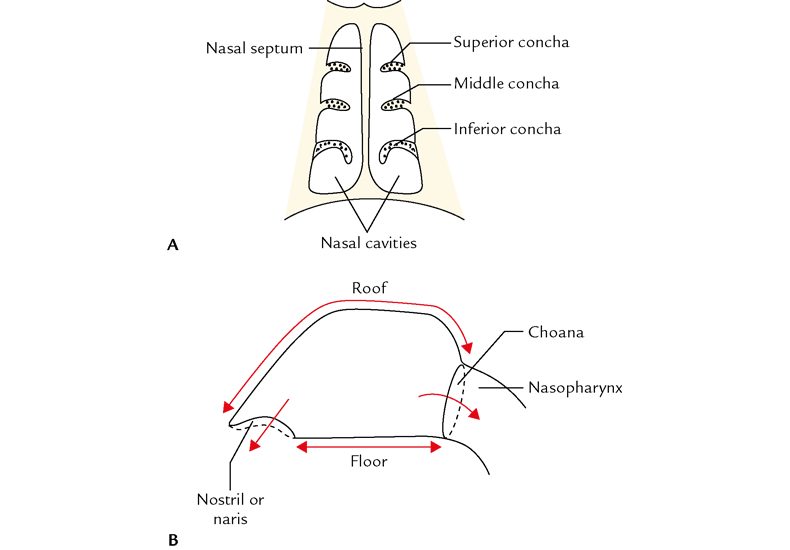 Nasal septum
Superior concha
Middle concha
Inferior concha
Nasal cavities
A
Roof
Choana
Nasopharynx
Floor
Nostril or
naris
B